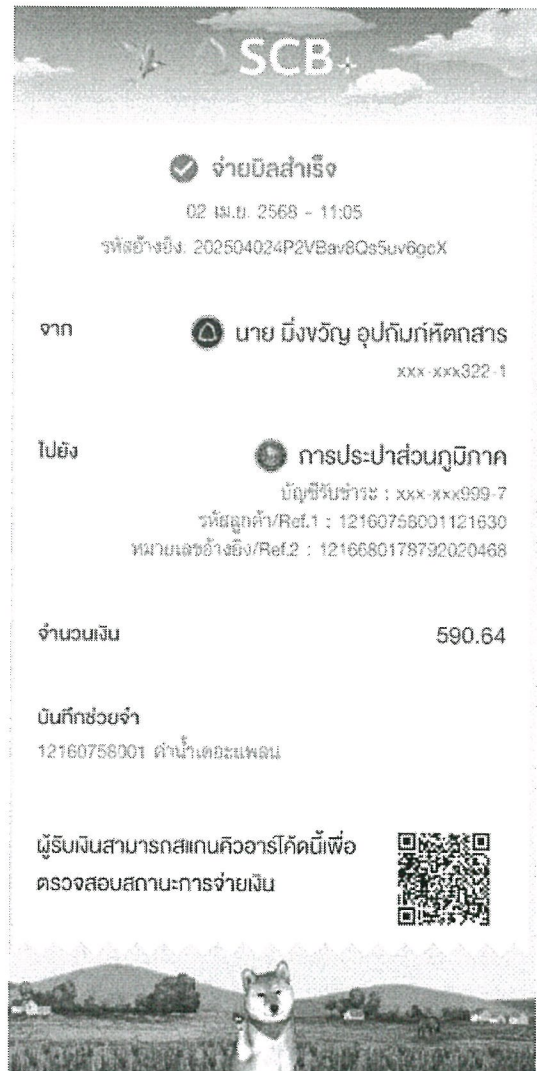 SCB
จ่ายบิลสำเร็จ
02 เม.ย. 2568 - 11:05
รหัสอ้างอิง: 202504024P2VBav8Qs5uv6gcX
จาก
นาย มิ่งขวัญ อุปถัมภ์หัตถสาร
xxx-xxx322-1
ไปยัง
การประปาส่วนภูมิภาค
บัญชีรับชำระ : xxx-xxx999-7
รหัสลูกค้า/Ref.1 : 12160758001121630
หมายเลขอ้างอิง/Ref.2 : 1216680178792020468
จำนวนเงิน 590.64
บันทึกช่วยจำ
12160758001 ค่าน้ำเดอะแพลน
ผู้รับเงินสามารถสแกนคิวอาร์โค้ดนี้เพื่อ
ตรวจสอบสถานะการจ่ายเงิน